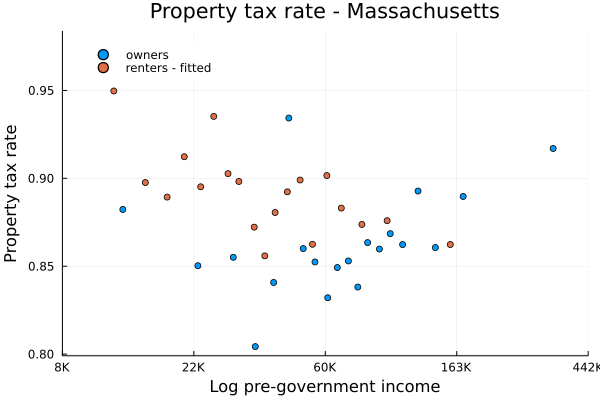 Property tax rate - Massachusetts
owners
renters - fitted
Property tax rate
0.95
0.90
0.85
0.80
8K 22K 60K 163K 442K
Log pre-government income